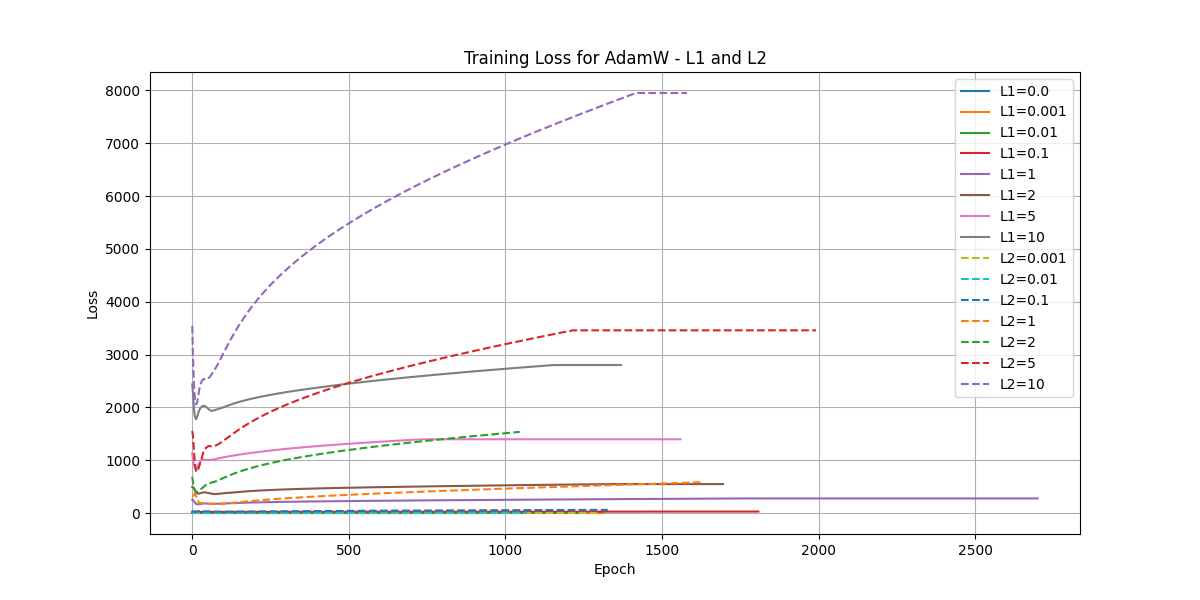 Training Loss for AdamW - L1 and L2
8000
7000
6000
5000
4000
3000
2000
1000
0
Loss
0
500
1000
1500
2000
2500
Epoch
L1=0.0
L1=0.001
L1=0.01
L1=0.1
L1=1
L1=2
L1=5
L1=10
L2=0.001
L2=0.01
L2=0.1
L2=1
L2=2
L2=5
L2=10